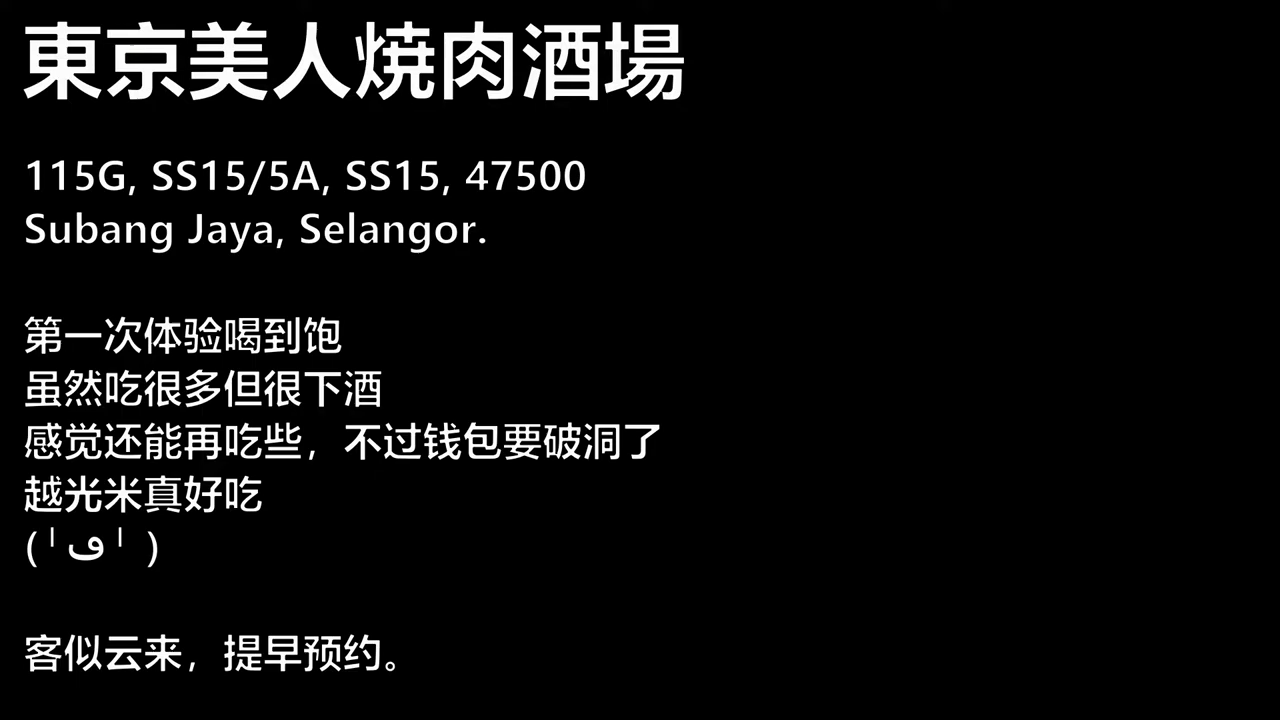 東京美人焼肉酒場
115G, SS15/5A, SS15, 47500
Subang Jaya, Selangor.
第一次体验喝到饱
虽然吃很多但很下酒
感觉还能再吃些，不过钱包要破洞了
越光米真好吃
(╵ڡ╵ )
客似云来，提早预约。